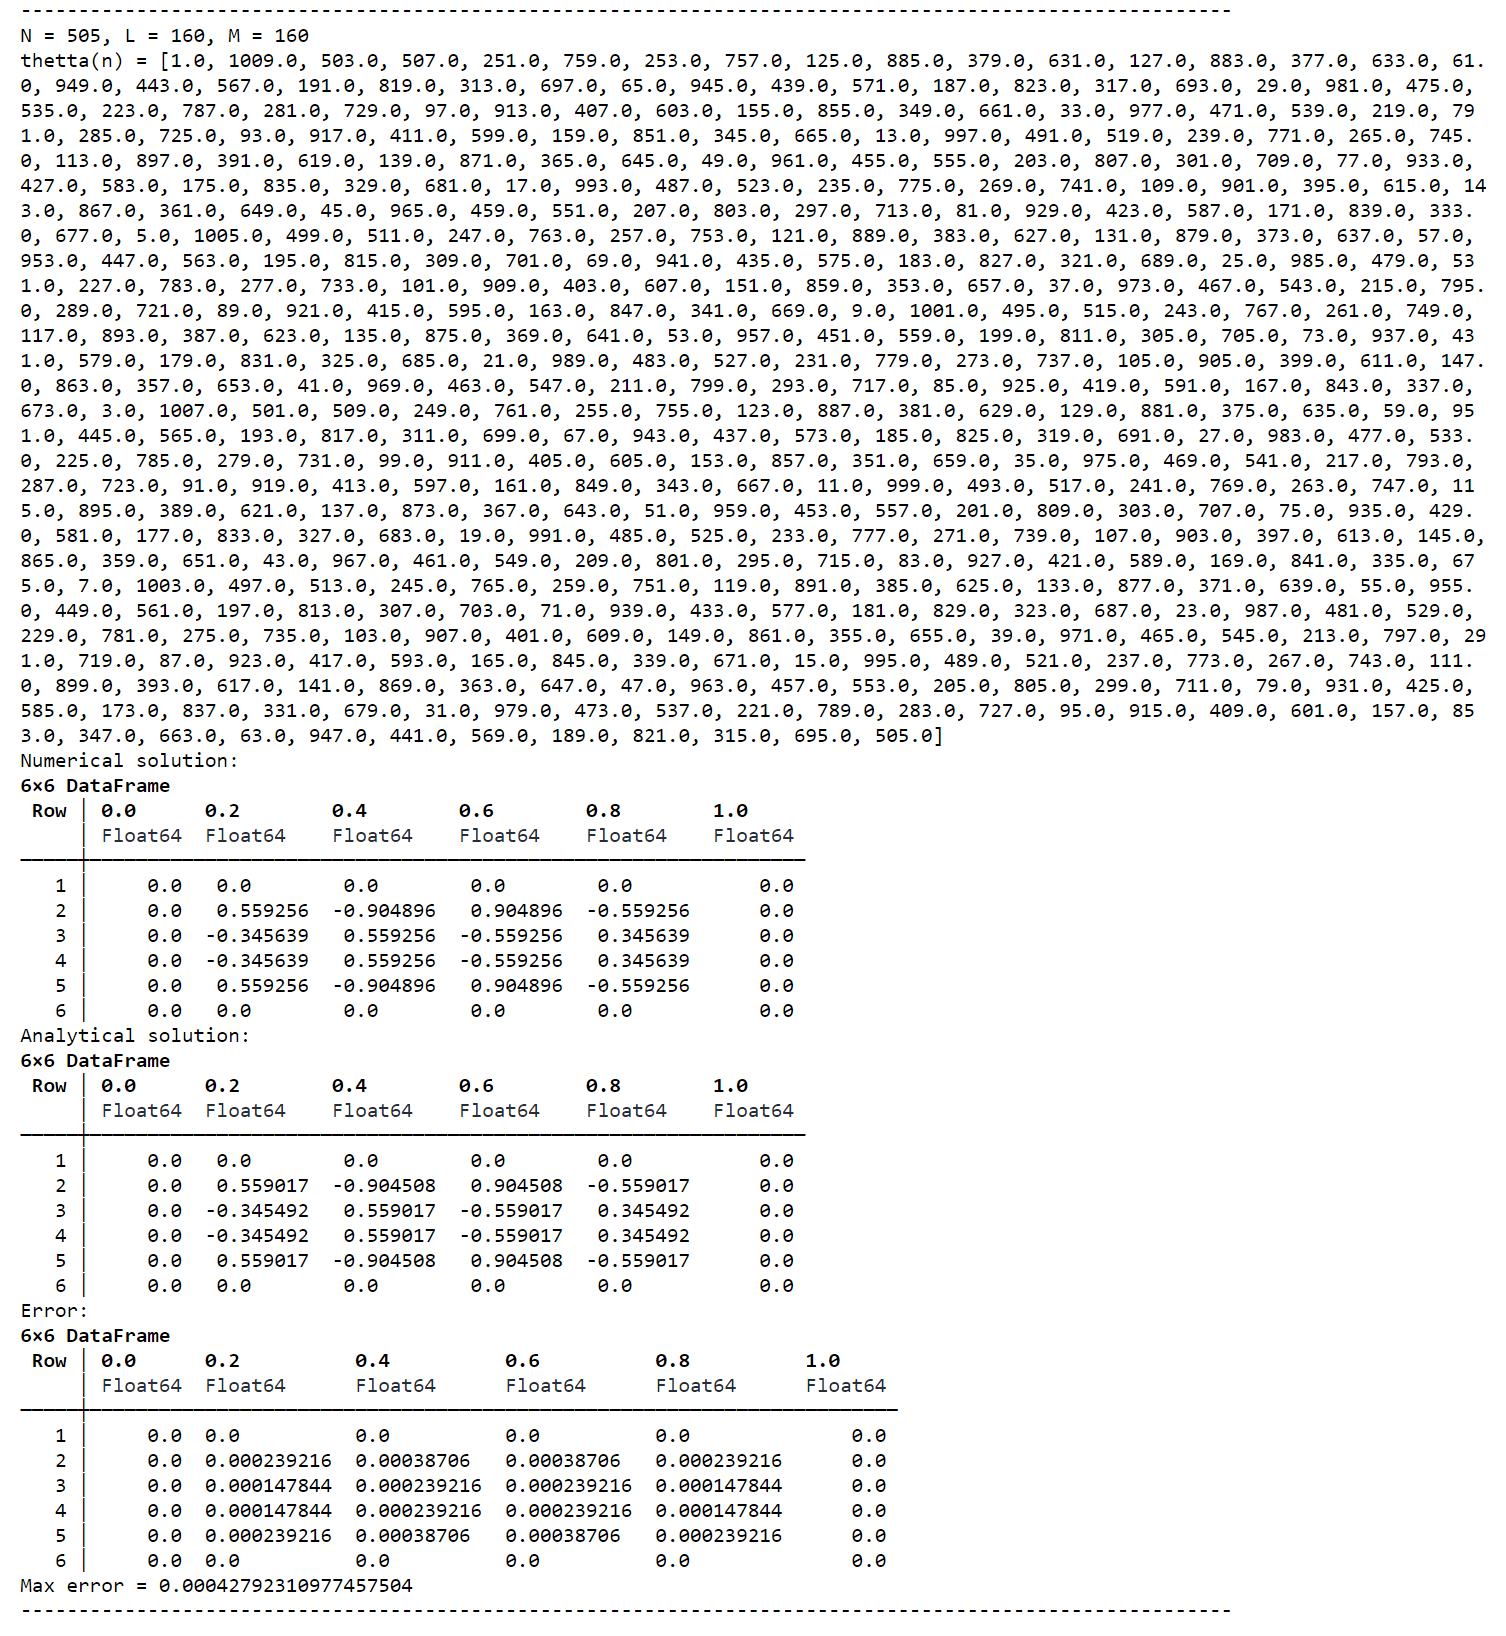 ---------------------------------------------------------------------------------------------------------
N = 505, L = 160, M = 160
thetta(n) = [1.0, 1009.0, 503.0, 507.0, 251.0, 759.0, 253.0, 757.0, 125.0, 885.0, 379.0, 631.0, 127.0, 883.0, 377.0, 633.0, 61.
0, 949.0, 443.0, 567.0, 191.0, 819.0, 313.0, 697.0, 65.0, 945.0, 439.0, 571.0, 187.0, 823.0, 317.0, 693.0, 29.0, 981.0, 475.0,
535.0, 223.0, 787.0, 281.0, 729.0, 97.0, 913.0, 407.0, 603.0, 155.0, 855.0, 349.0, 661.0, 33.0, 977.0, 471.0, 539.0, 219.0, 79
1.0, 285.0, 725.0, 93.0, 917.0, 411.0, 599.0, 159.0, 851.0, 345.0, 665.0, 13.0, 997.0, 491.0, 519.0, 239.0, 771.0, 265.0, 745.
0, 113.0, 897.0, 391.0, 619.0, 139.0, 871.0, 365.0, 645.0, 49.0, 961.0, 455.0, 555.0, 203.0, 807.0, 301.0, 709.0, 77.0, 933.0,
427.0, 583.0, 175.0, 835.0, 329.0, 681.0, 17.0, 993.0, 487.0, 523.0, 235.0, 775.0, 269.0, 741.0, 109.0, 901.0, 395.0, 615.0, 14
3.0, 867.0, 361.0, 649.0, 45.0, 965.0, 459.0, 551.0, 207.0, 803.0, 297.0, 713.0, 81.0, 929.0, 423.0, 587.0, 171.0, 839.0, 333.
0, 677.0, 5.0, 1005.0, 499.0, 511.0, 247.0, 763.0, 257.0, 753.0, 121.0, 889.0, 383.0, 627.0, 131.0, 879.0, 373.0, 637.0, 57.0,
953.0, 447.0, 563.0, 195.0, 815.0, 309.0, 701.0, 69.0, 941.0, 435.0, 575.0, 183.0, 827.0, 321.0, 689.0, 25.0, 985.0, 479.0, 53
1.0, 227.0, 783.0, 277.0, 733.0, 101.0, 909.0, 403.0, 607.0, 151.0, 859.0, 353.0, 657.0, 37.0, 973.0, 467.0, 543.0, 215.0, 795.
0, 289.0, 721.0, 89.0, 921.0, 415.0, 595.0, 163.0, 847.0, 341.0, 669.0, 9.0, 1001.0, 495.0, 515.0, 243.0, 767.0, 261.0, 749.0,
117.0, 893.0, 387.0, 623.0, 135.0, 875.0, 369.0, 641.0, 53.0, 957.0, 451.0, 559.0, 199.0, 811.0, 305.0, 705.0, 73.0, 937.0, 43
1.0, 579.0, 179.0, 831.0, 325.0, 685.0, 21.0, 989.0, 483.0, 527.0, 231.0, 779.0, 273.0, 737.0, 105.0, 905.0, 399.0, 611.0, 147.
0, 863.0, 357.0, 653.0, 41.0, 969.0, 463.0, 547.0, 211.0, 799.0, 293.0, 717.0, 85.0, 925.0, 419.0, 591.0, 167.0, 843.0, 337.0,
673.0, 3.0, 1007.0, 501.0, 509.0, 249.0, 761.0, 255.0, 755.0, 123.0, 887.0, 381.0, 629.0, 129.0, 881.0, 375.0, 635.0, 59.0, 95
1.0, 445.0, 565.0, 193.0, 817.0, 311.0, 699.0, 67.0, 943.0, 437.0, 573.0, 185.0, 825.0, 319.0, 691.0, 27.0, 983.0, 477.0, 533.
0, 225.0, 785.0, 279.0, 731.0, 99.0, 911.0, 405.0, 605.0, 153.0, 857.0, 351.0, 659.0, 35.0, 975.0, 469.0, 541.0, 217.0, 793.0,
287.0, 723.0, 91.0, 919.0, 413.0, 597.0, 161.0, 849.0, 343.0, 667.0, 11.0, 999.0, 493.0, 517.0, 241.0, 769.0, 263.0, 747.0, 11
5.0, 895.0, 389.0, 621.0, 137.0, 873.0, 367.0, 643.0, 51.0, 959.0, 453.0, 557.0, 201.0, 809.0, 303.0, 707.0, 75.0, 935.0, 429.
0, 581.0, 177.0, 833.0, 327.0, 683.0, 19.0, 991.0, 485.0, 525.0, 233.0, 777.0, 271.0, 739.0, 107.0, 903.0, 397.0, 613.0, 145.0,
865.0, 359.0, 651.0, 43.0, 967.0, 461.0, 549.0, 209.0, 801.0, 295.0, 715.0, 83.0, 927.0, 421.0, 589.0, 169.0, 841.0, 335.0, 67
5.0, 7.0, 1003.0, 497.0, 513.0, 245.0, 765.0, 259.0, 751.0, 119.0, 891.0, 385.0, 625.0, 133.0, 877.0, 371.0, 639.0, 55.0, 955.
0, 449.0, 561.0, 197.0, 813.0, 307.0, 703.0, 71.0, 939.0, 433.0, 577.0, 181.0, 829.0, 323.0, 687.0, 23.0, 987.0, 481.0, 529.0,
229.0, 781.0, 275.0, 735.0, 103.0, 907.0, 401.0, 609.0, 149.0, 861.0, 355.0, 655.0, 39.0, 971.0, 465.0, 545.0, 213.0, 797.0, 29
1.0, 719.0, 87.0, 923.0, 417.0, 593.0, 165.0, 845.0, 339.0, 671.0, 15.0, 995.0, 489.0, 521.0, 237.0, 773.0, 267.0, 743.0, 111.
0, 899.0, 393.0, 617.0, 141.0, 869.0, 363.0, 647.0, 47.0, 963.0, 457.0, 553.0, 205.0, 805.0, 299.0, 711.0, 79.0, 931.0, 425.0,
585.0, 173.0, 837.0, 331.0, 679.0, 31.0, 979.0, 473.0, 537.0, 221.0, 789.0, 283.0, 727.0, 95.0, 915.0, 409.0, 601.0, 157.0, 85
3.0, 347.0, 663.0, 63.0, 947.0, 441.0, 569.0, 189.0, 821.0, 315.0, 695.0, 505.0]
Numerical solution:
6×6 DataFrame
Row │ 0.0 0.2 0.4 0.6 0.8 1.0
│ Float64 Float64 Float64 Float64 Float64 Float64
1 │ 0.0 0.0 0.0 0.0 0.0 0.0
2 │ 0.0 0.559256 -0.904896 0.904896 -0.559256 0.0
3 │ 0.0 -0.345639 0.559256 -0.559256 0.345639 0.0
4 │ 0.0 -0.345639 0.559256 -0.559256 0.345639 0.0
5 │ 0.0 0.559256 -0.904896 0.904896 -0.559256 0.0
6 │ 0.0 0.0 0.0 0.0 0.0 0.0
Analytical solution:
6×6 DataFrame
Row │ 0.0 0.2 0.4 0.6 0.8 1.0
│ Float64 Float64 Float64 Float64 Float64 Float64
1 │ 0.0 0.0 0.0 0.0 0.0 0.0
2 │ 0.0 0.559017 -0.904508 0.904508 -0.559017 0.0
3 │ 0.0 -0.345492 0.559017 -0.559017 0.345492 0.0
4 │ 0.0 -0.345492 0.559017 -0.559017 0.345492 0.0
5 │ 0.0 0.559017 -0.904508 0.904508 -0.559017 0.0
6 │ 0.0 0.0 0.0 0.0 0.0 0.0
Error:
6×6 DataFrame
Row │ 0.0 0.2 0.4 0.6 0.8 1.0
│ Float64 Float64 Float64 Float64 Float64 Float64
1 │ 0.0 0.0 0.0 0.0 0.0 0.0
2 │ 0.0 0.000239216 0.00038706 0.00038706 0.000239216 0.0
3 │ 0.0 0.000147844 0.000239216 0.000239216 0.000147844 0.0
4 │ 0.0 0.000147844 0.000239216 0.000239216 0.000147844 0.0
5 │ 0.0 0.000239216 0.00038706 0.00038706 0.000239216 0.0
6 │ 0.0 0.0 0.0 0.0 0.0 0.0
Max error = 0.00042792310977457504
---------------------------------------------------------------------------------------------------------